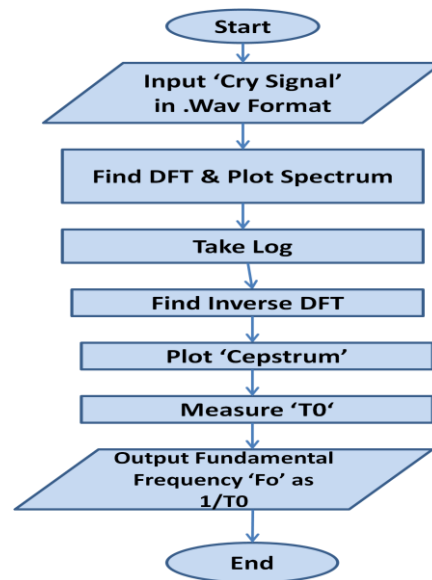 Start
Input ‘Cry Signal’
in .Wav Format
Find DFT & Plot Spectrum
Take Log
Find Inverse DFT
Plot ‘Cepstrum’
Measure ‘T0‘
Output Fundamental
Frequency ‘Fo’ as
1/T0
End